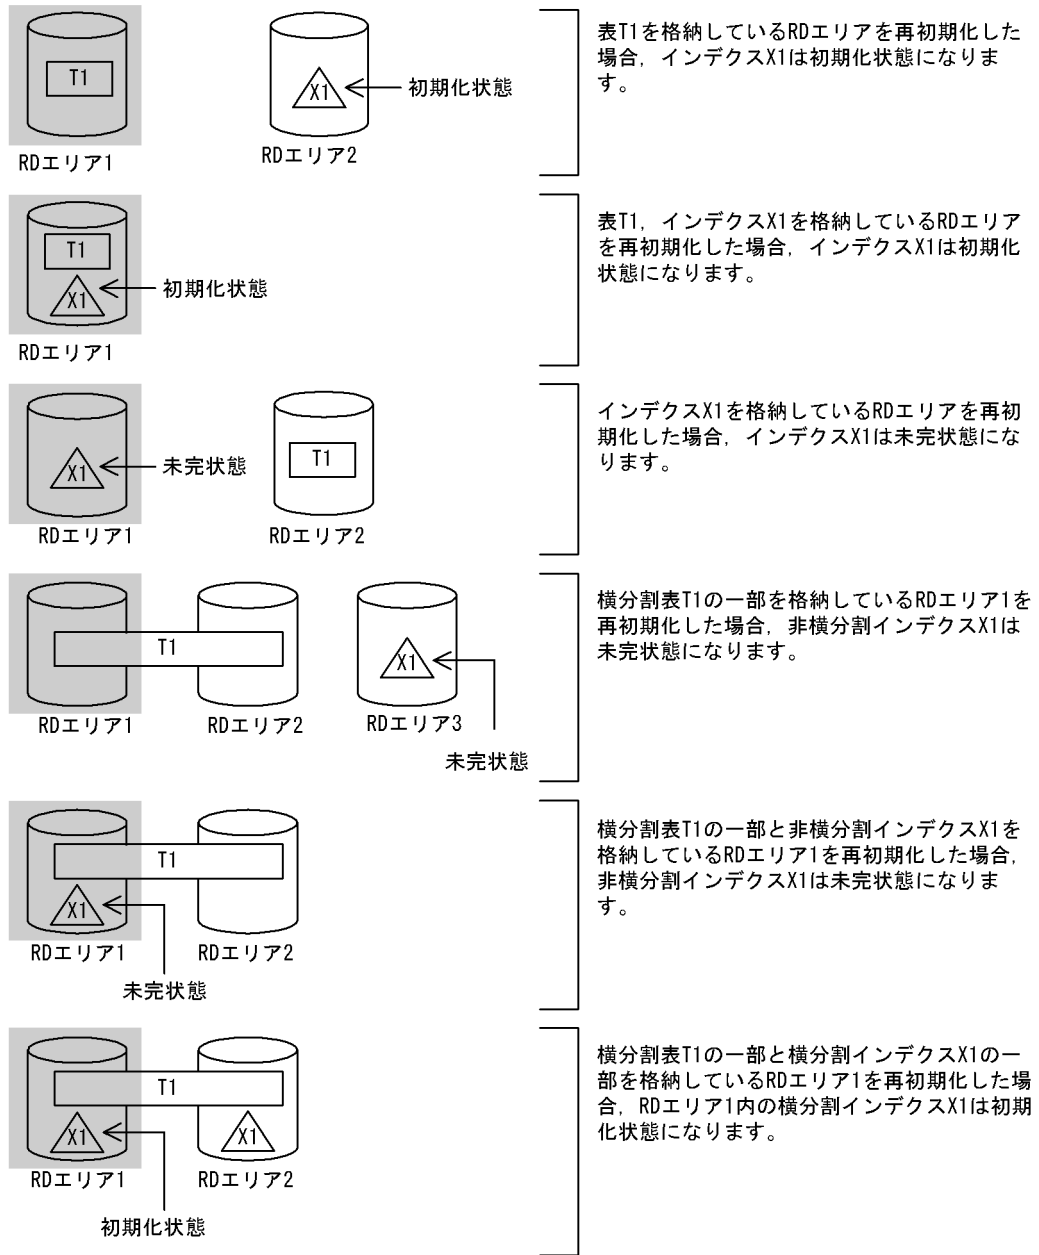 T1
X1
初期化状態
RDエリア1
RDエリア2
表T1を格納しているRDエリアを再初期化した
場合，インデクスX1は初期化状態になりま
す。
T1
X1
初期化状態
RDエリア1
表T1，インデクスX1を格納しているRDエリア
を再初期化した場合，インデクスX1は初期化
状態になります。
X1
未完状態
T1
RDエリア1
RDエリア2
インデクスX1を格納しているRDエリアを再初
期化した場合，インデクスX1は未完状態にな
ります。
T1
X1
RDエリア1
RDエリア2
RDエリア3
未完状態
横分割表T1の一部を格納しているRDエリア1を
再初期化した場合，非横分割インデクスX1は
未完状態になります。
T1
X1
RDエリア1
RDエリア2
未完状態
横分割表T1の一部と非横分割インデクスX1を
格納しているRDエリア1を再初期化した場合，
非横分割インデクスX1は未完状態になりま
す。
T1
X1
X1
RDエリア1
RDエリア2
初期化状態
横分割表T1の一部と横分割インデクスX1の一
部を格納しているRDエリア1を再初期化した場
合，RDエリア1内の横分割インデクスX1は初期
化状態になります。